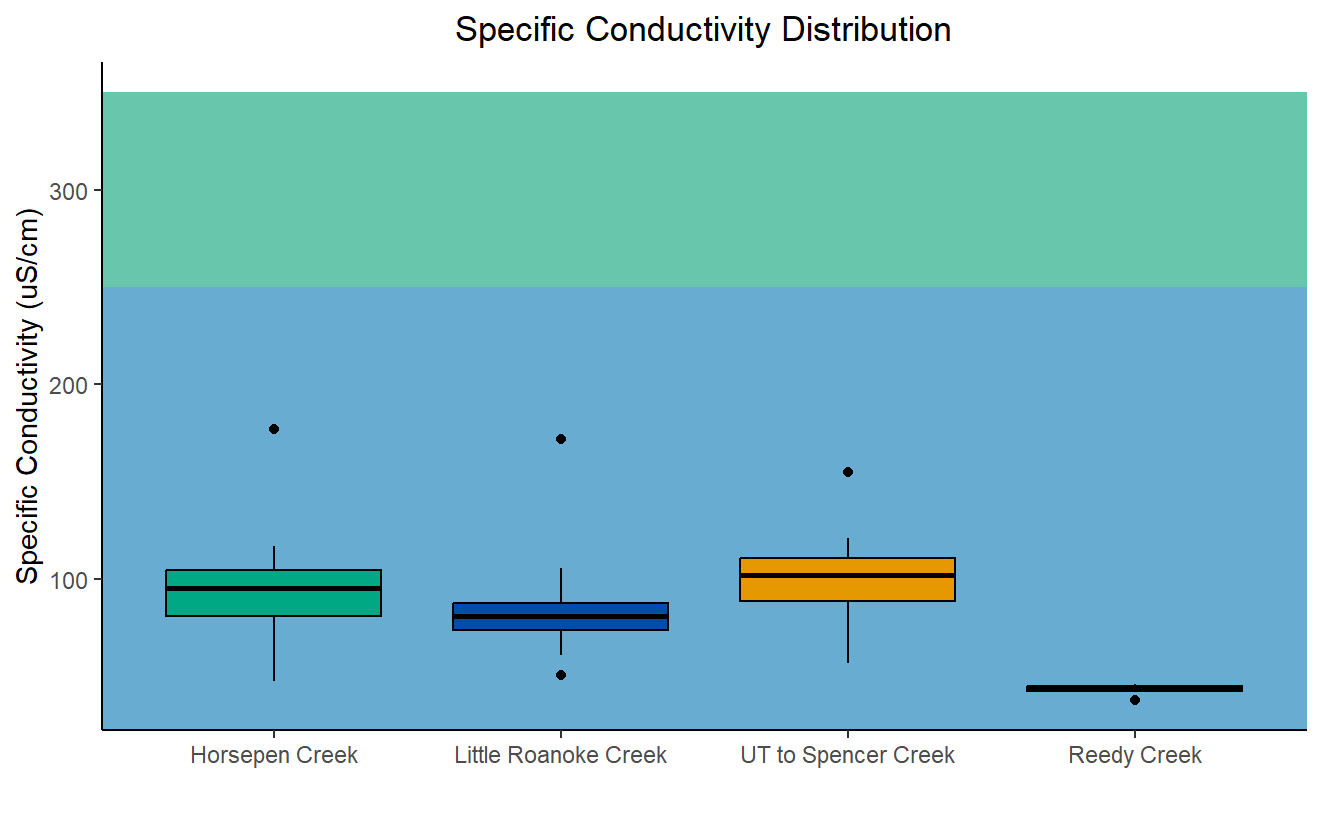 Specific Conductivity Distribution
Specific Conductivity (uS/cm)
300
200
100
Horsepen Creek
Little Roanoke Creek
UT to Spencer Creek
Reedy Creek